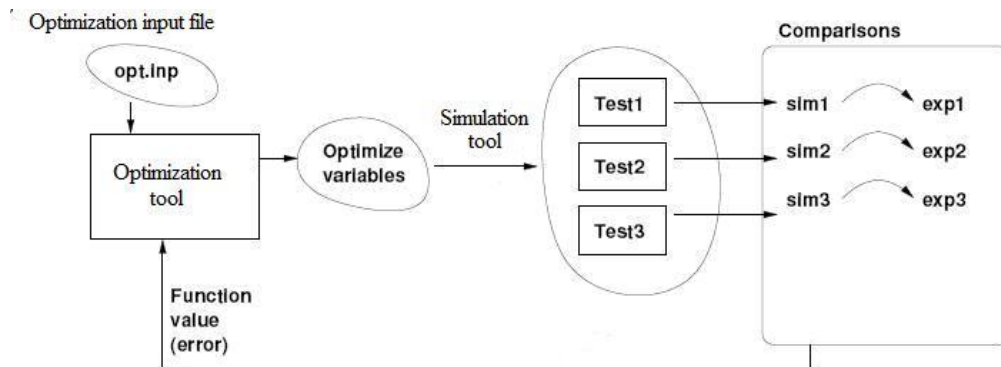 Optimization input file
opt.inp
Optimization
tool
Optimize
variables
Simulation
tool
Test1
Test2
Test3
Comparisons
sim1
exp1
sim2
exp2
sim3
exp3
Function
value
(error)